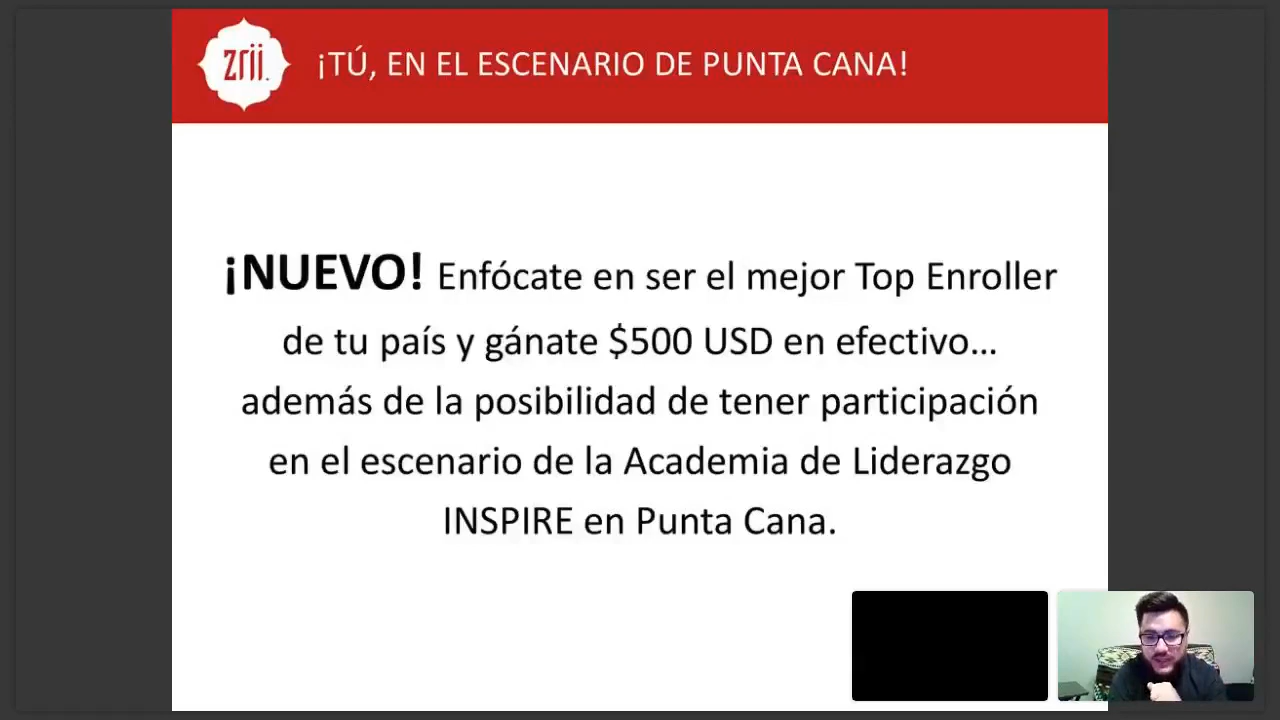 zrii.
¡TÚ, EN EL ESCENARIO DE PUNTA CANA!
¡NUEVO! Enfócate en ser el mejor Top Enroller
de tu país y gánate $500 USD en efectivo...
además de la posibilidad de tener participación
en el escenario de la Academia de Liderazgo
INSPIRE en Punta Cana.